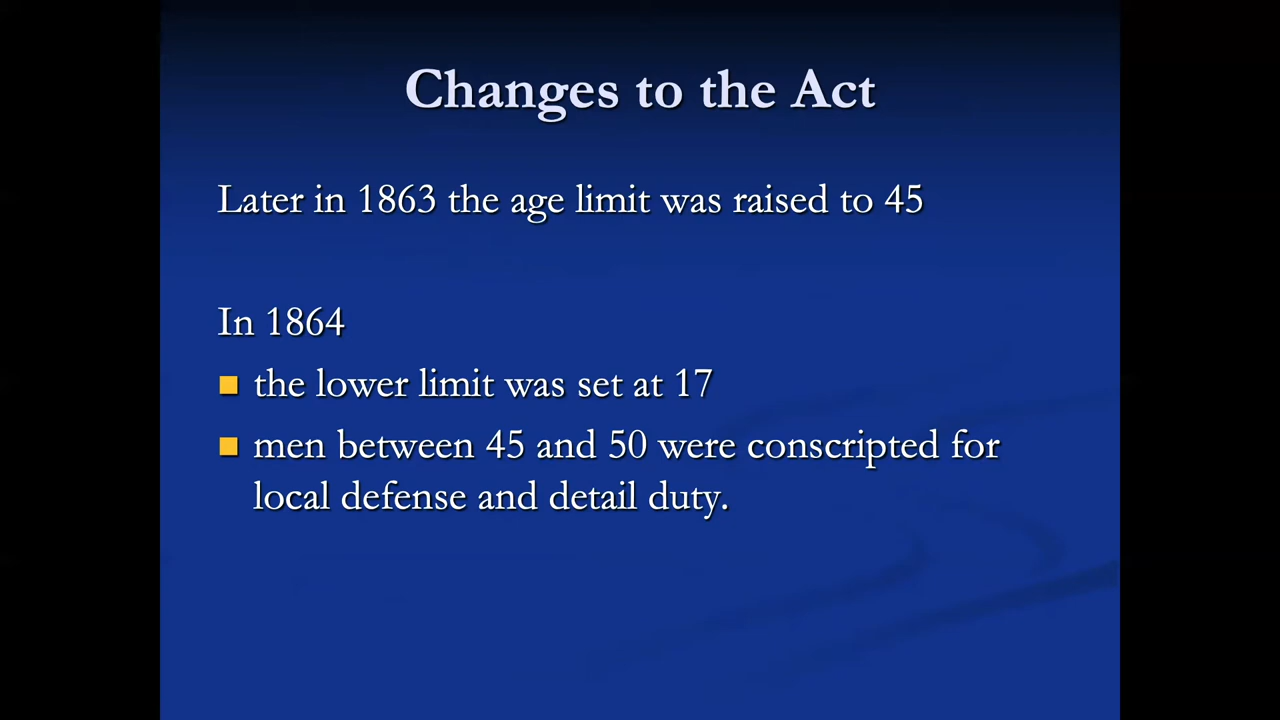 Changes to the Act
Later in 1863 the age limit was raised to 45
In 1864
the lower limit was set at 17
men between 45 and 50 were conscripted for
local defense and detail duty.